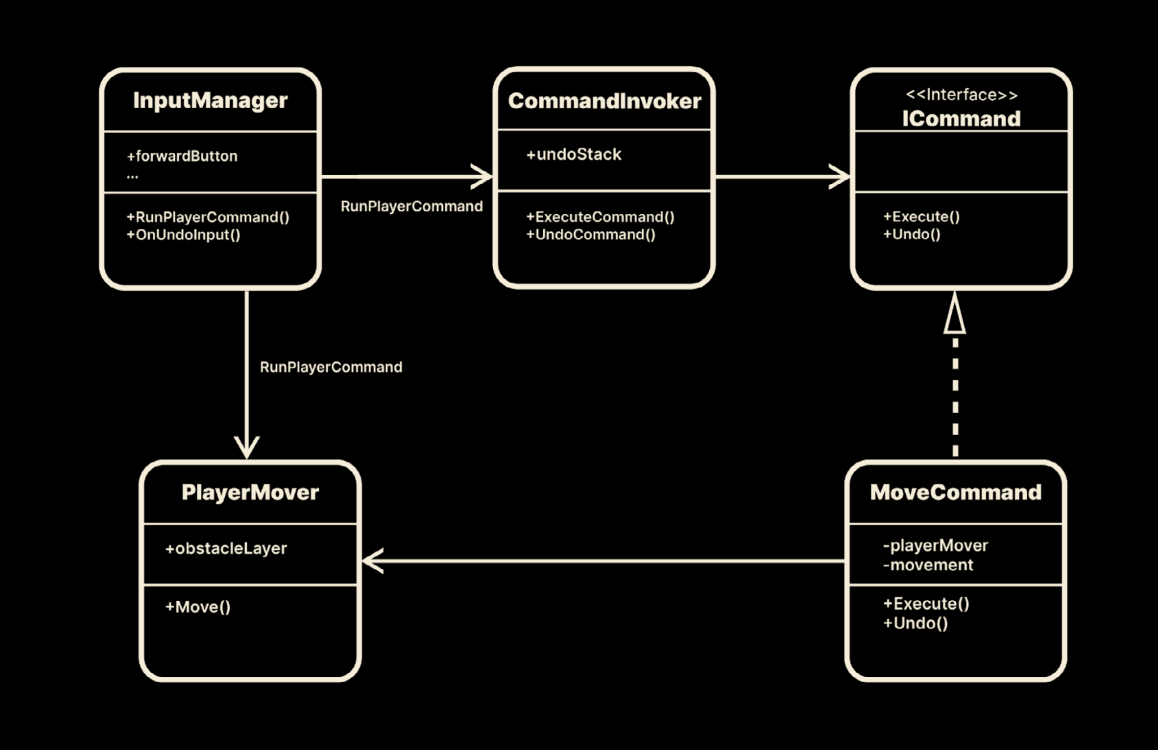 InputManager
+forwardButton
...
+RunPlayerCommand()
+OnUndoInput()
RunPlayerCommand
CommandInvoker
+undoStack
+ExecuteCommand()
+UndoCommand()
<<Interface>>
ICommand
+Execute()
+Undo()
RunPlayerCommand
PlayerMover
+obstacleLayer
+Move()
MoveCommand
-playerMover
-movement
+Execute()
+Undo()